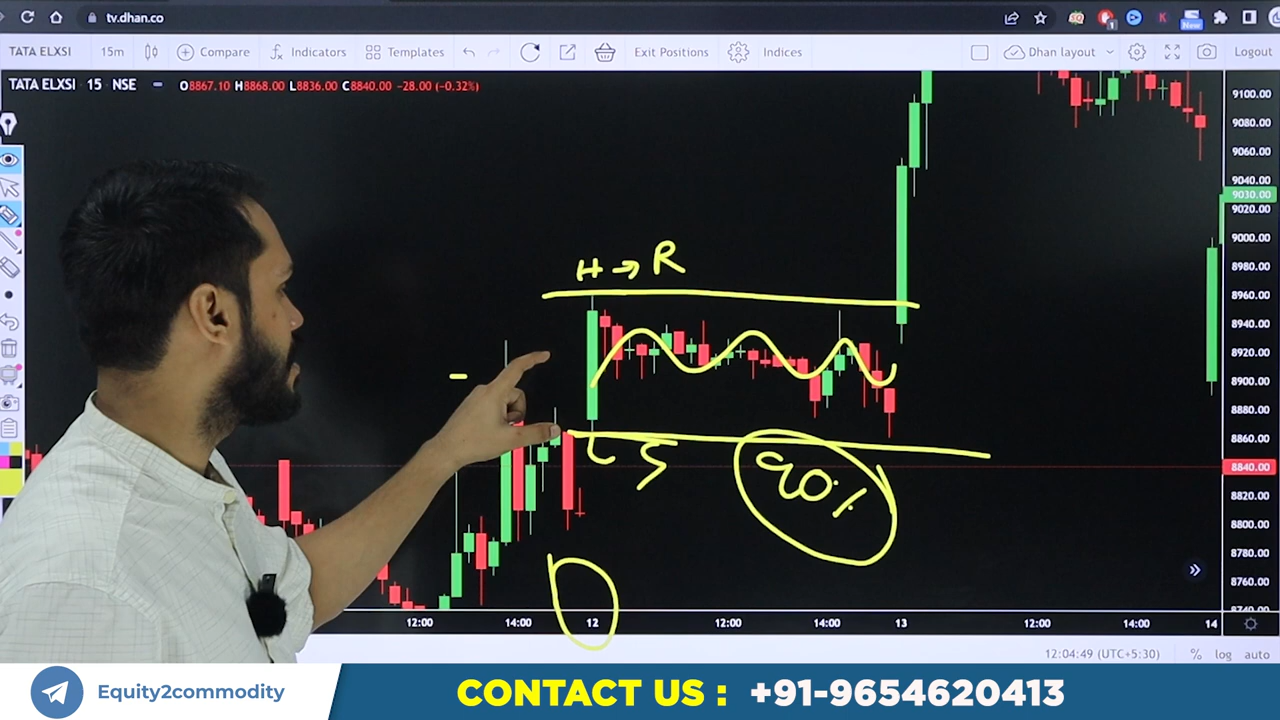 tv.dhan.co
New
1
TATA ELXSI 15m Compare Indicators Templates Exit Positions Indices Dhan layout Logout
TATA ELXSI · 15 · NSE O8867.10 H8868.00 L8836.00 C8840.00 −28.00 (−0.32%)
9100.00
9080.00
9060.00
9040.00
9030.00
9020.00
9000.00
8980.00
8960.00
8940.00
8920.00
8900.00
8880.00
8860.00
8840.00
8820.00
8800.00
8780.00
8760.00
8740.00
H → R
L S
90%
12:00 14:00 12 12:00 14:00 13 12:00 14:00 14
12:04:49 (UTC+5:30) % log auto
Equity2commodity
CONTACT US : +91-9654620413